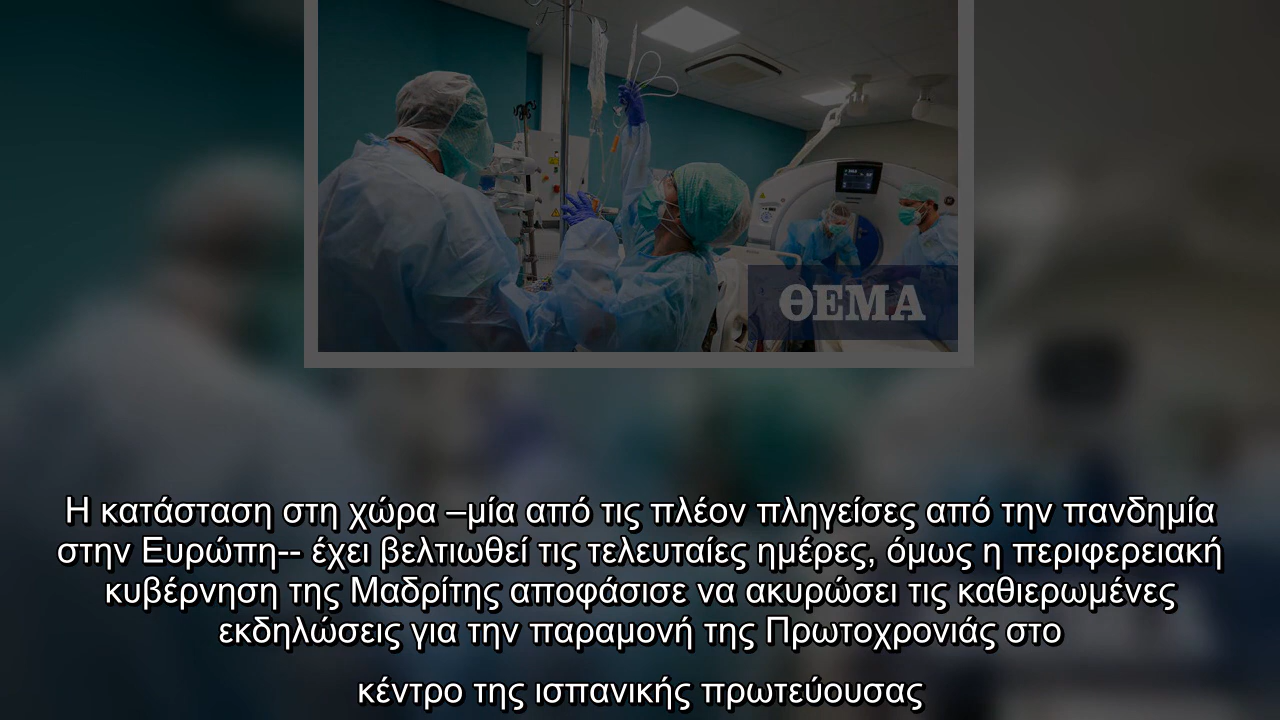 ΘΕΜΑ
Η κατάσταση στη χώρα –μία από τις πλέον πληγείσες από την πανδημία
στην Ευρώπη-- έχει βελτιωθεί τις τελευταίες ημέρες, όμως η περιφερειακή
κυβέρνηση της Μαδρίτης αποφάσισε να ακυρώσει τις καθιερωμένες
εκδηλώσεις για την παραμονή της Πρωτοχρονιάς στο
κέντρο της ισπανικής πρωτεύουσας